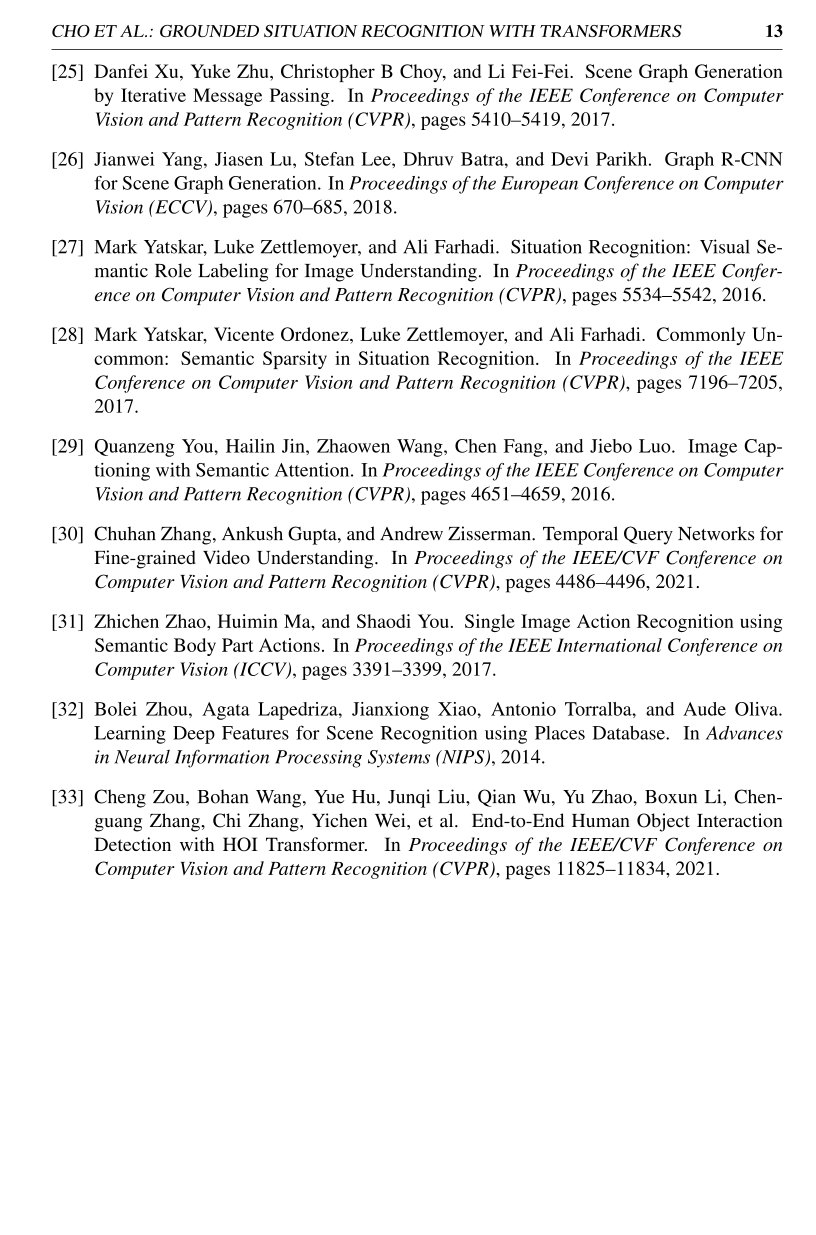 CHO ET AL.: GROUNDED SITUATION RECOGNITION WITH TRANSFORMERS 13
[25] Danfei Xu, Yuke Zhu, Christopher B Choy, and Li Fei-Fei. Scene Graph Generation
by Iterative Message Passing. In Proceedings of the IEEE Conference on Computer
Vision and Pattern Recognition (CVPR), pages 5410–5419, 2017.
[26] Jianwei Yang, Jiasen Lu, Stefan Lee, Dhruv Batra, and Devi Parikh. Graph R-CNN
for Scene Graph Generation. In Proceedings of the European Conference on Computer
Vision (ECCV), pages 670–685, 2018.
[27] Mark Yatskar, Luke Zettlemoyer, and Ali Farhadi. Situation Recognition: Visual Se-
mantic Role Labeling for Image Understanding. In Proceedings of the IEEE Confer-
ence on Computer Vision and Pattern Recognition (CVPR), pages 5534–5542, 2016.
[28] Mark Yatskar, Vicente Ordonez, Luke Zettlemoyer, and Ali Farhadi. Commonly Un-
common: Semantic Sparsity in Situation Recognition. In Proceedings of the IEEE
Conference on Computer Vision and Pattern Recognition (CVPR), pages 7196–7205,
2017.
[29] Quanzeng You, Hailin Jin, Zhaowen Wang, Chen Fang, and Jiebo Luo. Image Cap-
tioning with Semantic Attention. In Proceedings of the IEEE Conference on Computer
Vision and Pattern Recognition (CVPR), pages 4651–4659, 2016.
[30] Chuhan Zhang, Ankush Gupta, and Andrew Zisserman. Temporal Query Networks for
Fine-grained Video Understanding. In Proceedings of the IEEE/CVF Conference on
Computer Vision and Pattern Recognition (CVPR), pages 4486–4496, 2021.
[31] Zhichen Zhao, Huimin Ma, and Shaodi You. Single Image Action Recognition using
Semantic Body Part Actions. In Proceedings of the IEEE International Conference on
Computer Vision (ICCV), pages 3391–3399, 2017.
[32] Bolei Zhou, Agata Lapedriza, Jianxiong Xiao, Antonio Torralba, and Aude Oliva.
Learning Deep Features for Scene Recognition using Places Database. In Advances
in Neural Information Processing Systems (NIPS), 2014.
[33] Cheng Zou, Bohan Wang, Yue Hu, Junqi Liu, Qian Wu, Yu Zhao, Boxun Li, Chen-
guang Zhang, Chi Zhang, Yichen Wei, et al. End-to-End Human Object Interaction
Detection with HOI Transformer. In Proceedings of the IEEE/CVF Conference on
Computer Vision and Pattern Recognition (CVPR), pages 11825–11834, 2021.